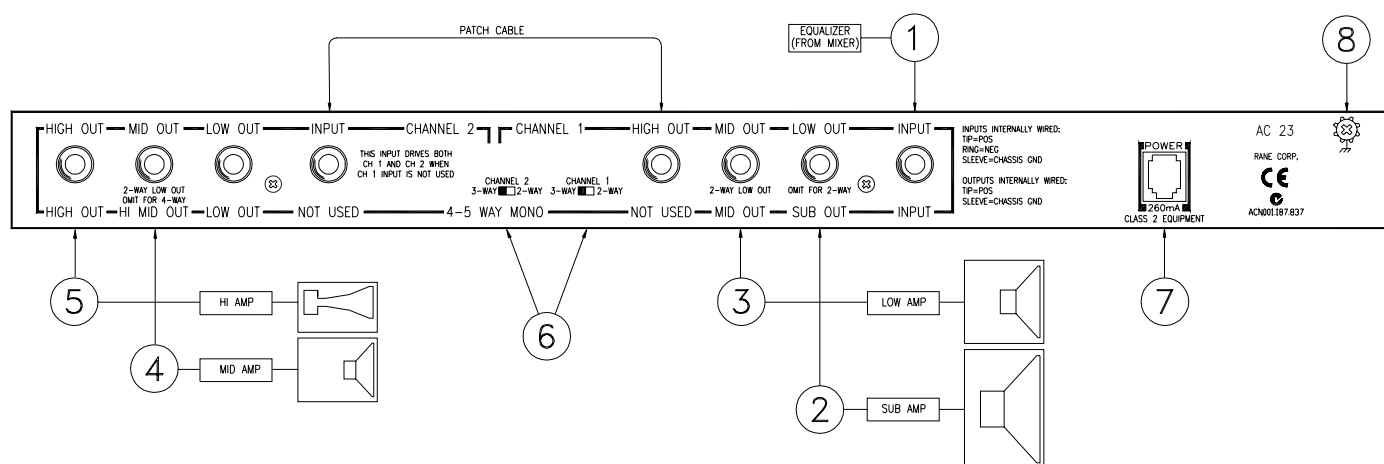 PATCH CABLE
EQUALIZER
(FROM MIXER)
1
8
HIGH OUT MID OUT LOW OUT INPUT CHANNEL 2 CHANNEL 1 HIGH OUT MID OUT LOW OUT INPUT
THIS INPUT DRIVES BOTH
CH 1 AND CH 2 WHEN
CH 1 INPUT IS NOT USED
2-WAY LOW OUT
OMIT FOR 4-WAY
CHANNEL 2
3-WAY 2-WAY
CHANNEL 1
3-WAY 2-WAY
2-WAY LOW OUT
OMIT FOR 2-WAY
HIGH OUT HI MID OUT LOW OUT NOT USED 4-5 WAY MONO NOT USED MID OUT SUB OUT INPUT
INPUTS INTERNALLY WIRED:
TIP=POS
RING=NEG
SLEEVE=CHASSIS GND
OUTPUTS INTERNALLY WIRED:
TIP=POS
SLEEVE=CHASSIS GND
POWER
260mA
CLASS 2 EQUIPMENT
AC 23
RANE CORP.
CE
ACN001.187.837
5
HI AMP
4
MID AMP
6
3
LOW AMP
2
SUB AMP
7